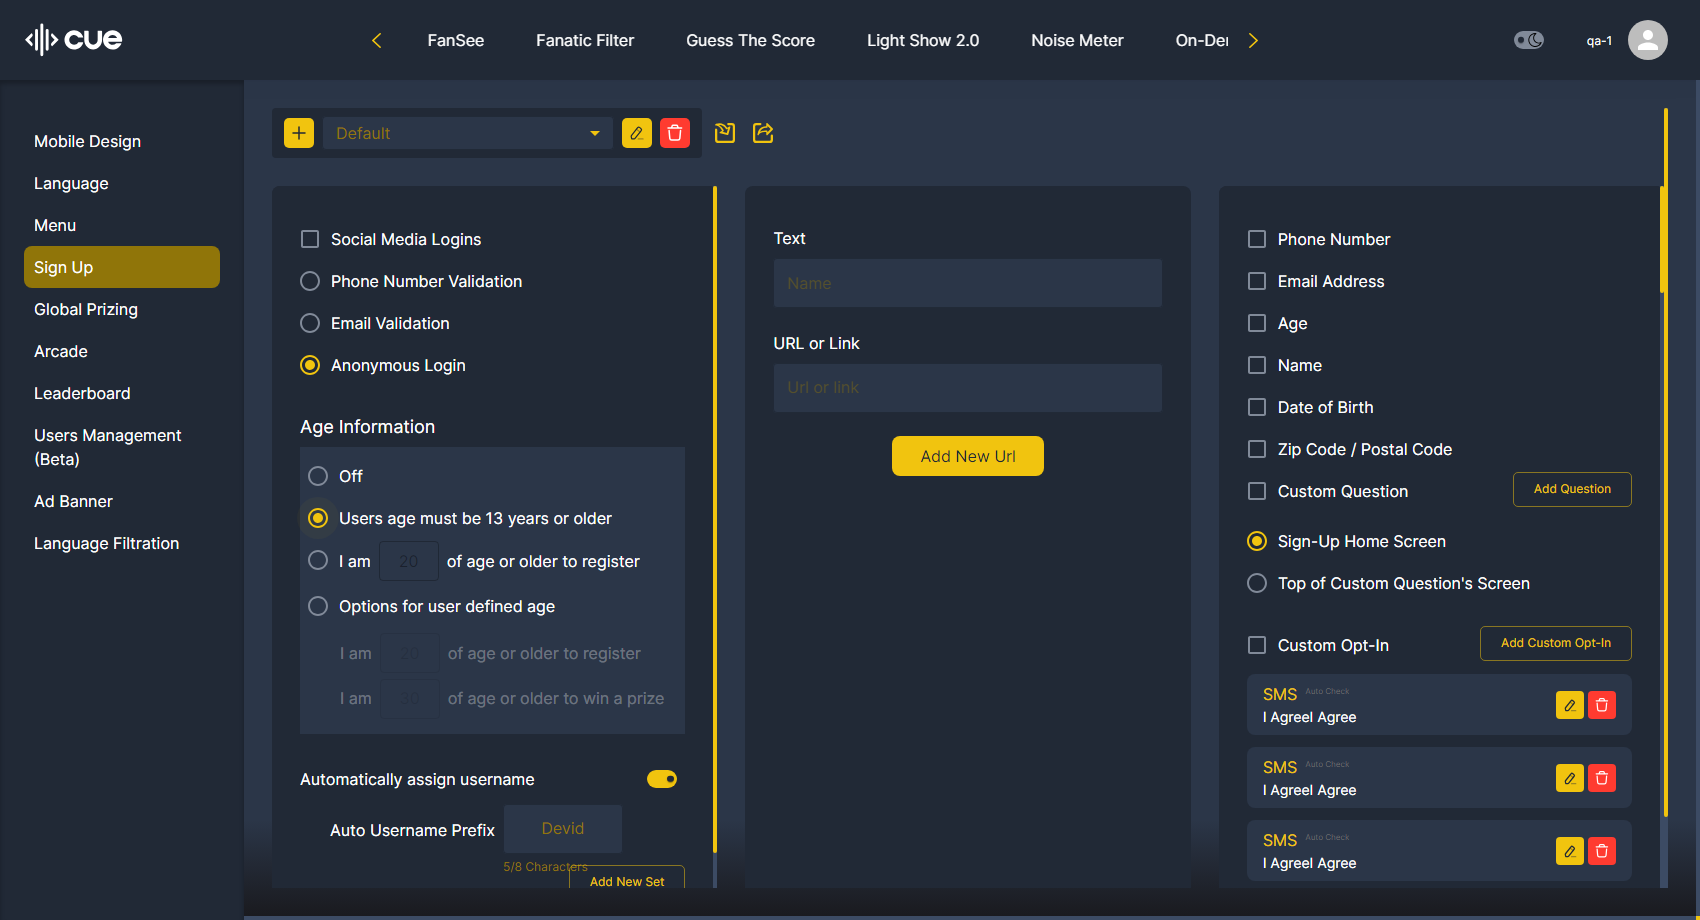 cue
FanSee
Fanatic Filter
Guess The Score
Light Show 2.0
Noise Meter
On-De
qa-1
Mobile Design
Language
Menu
Sign Up
Global Prizing
Arcade
Leaderboard
Users Management
(Beta)
Ad Banner
Language Filtration
Default
Social Media Logins
Phone Number Validation
Email Validation
Anonymous Login
Age Information
Off
Users age must be 13 years or older
I am 20 of age or older to register
Options for user defined age
I am 20 of age or older to register
I am 30 of age or older to win a prize
Automatically assign username
Auto Username Prefix Devid
5/8 Characters
Add New Set
Text
Name
URL or Link
Url or link
Add New Url
Phone Number
Email Address
Age
Name
Date of Birth
Zip Code / Postal Code
Custom Question
Add Question
Sign-Up Home Screen
Top of Custom Question's Screen
Custom Opt-In
Add Custom Opt-In
SMS Auto Check
I AgreeI Agree
SMS Auto Check
I AgreeI Agree
SMS Auto Check
I AgreeI Agree